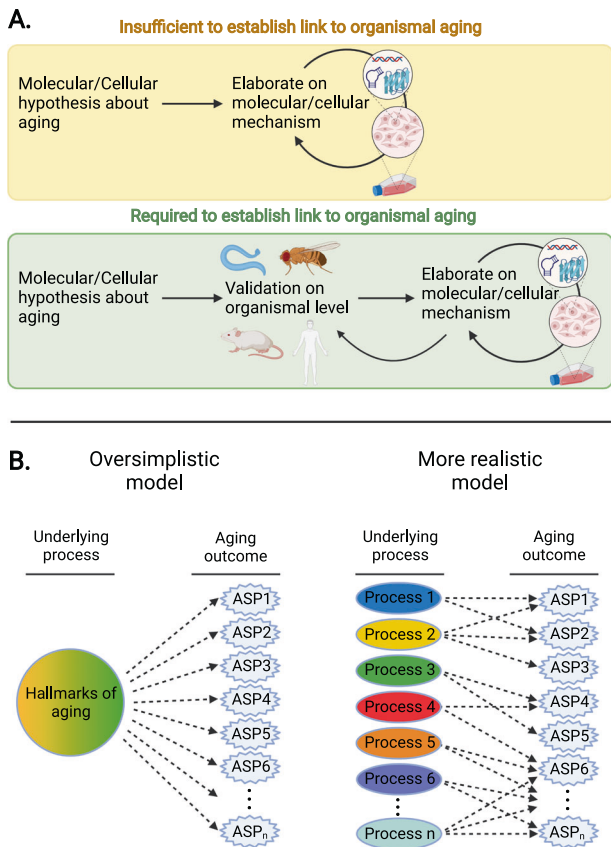 A.
Insufficient to establish link to organismal aging
Molecular/Cellular
hypothesis about
aging
Elaborate on
molecular/cellular
mechanism
Required to establish link to organismal aging
Molecular/Cellular
hypothesis about
aging
Validation on
organismal level
Elaborate on
molecular/cellular
mechanism
B.
Oversimplistic
model
Underlying
process
Aging
outcome
Hallmarks of
aging
ASP1
ASP2
ASP3
ASP4
ASP5
ASP6
ASPn
More realistic
model
Underlying
process
Aging
outcome
Process 1
Process 2
Process 3
Process 4
Process 5
Process 6
Process n
ASP1
ASP2
ASP3
ASP4
ASP5
ASP6
ASPn